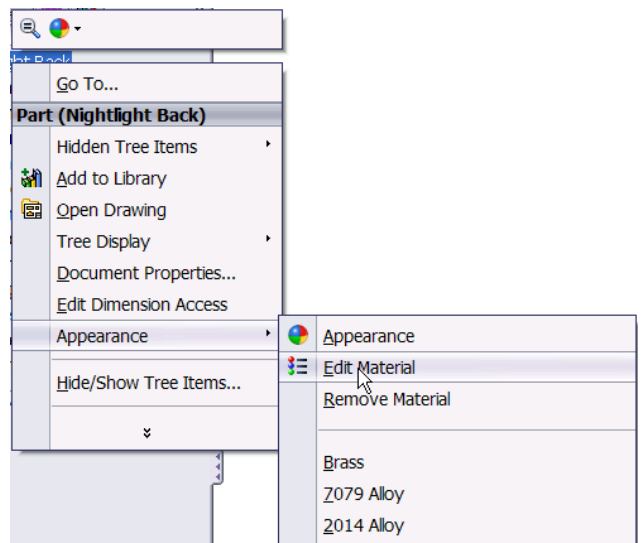 Go To...
Part (Nightlight Back)
Hidden Tree Items
Add to Library
Open Drawing
Tree Display
Document Properties...
Edit Dimension Access
Appearance
Hide/Show Tree Items...
Appearance
Edit Material
Remove Material
Brass
7079 Alloy
2014 Alloy